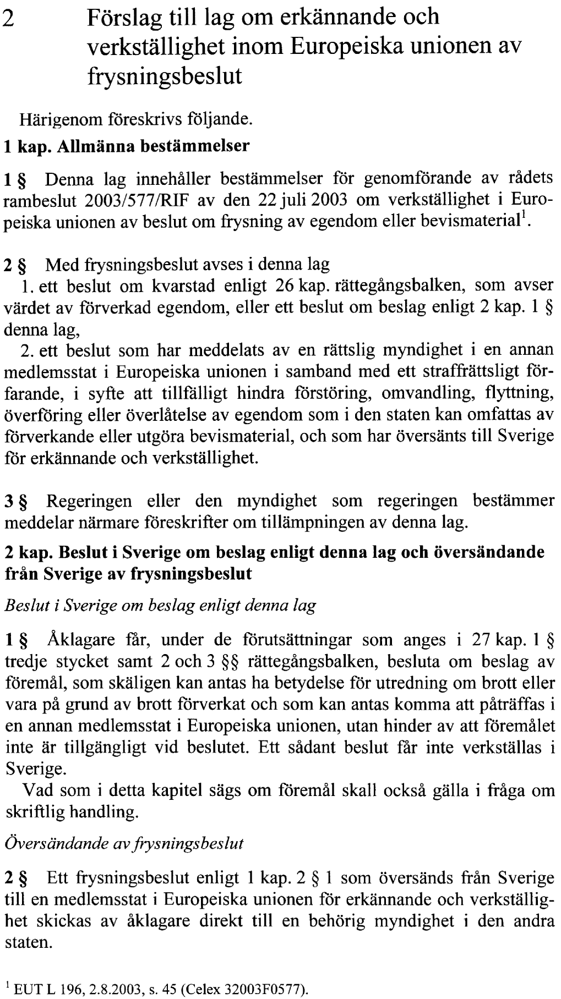 2 Förslag till lag om erkännande och
verkställighet inom Europeiska unionen av
frysningsbeslut
Härigenom föreskrivs följande.
1 kap. Allmänna bestämmelser
1 § Denna lag innehåller bestämmelser för genomförande av rådets
rambeslut 2003/577/RIF av den 22 juli 2003 om verkställighet i Euro-
peiska unionen av beslut om frysning av egendom eller bevismaterial¹.
2 § Med frysningsbeslut avses i denna lag
1. ett beslut om kvarstad enligt 26 kap. rättegångsbalken, som avser
värdet av förverkad egendom, eller ett beslut om beslag enligt 2 kap. 1 §
denna lag,
2. ett beslut som har meddelats av en rättslig myndighet i en annan
medlemsstat i Europeiska unionen i samband med ett straffrättsligt för-
farande, i syfte att tillfälligt hindra förstöring, omvandling, flyttning,
överföring eller överlåtelse av egendom som i den staten kan omfattas av
förverkande eller utgöra bevismaterial, och som har översänts till Sverige
för erkännande och verkställighet.
3 § Regeringen eller den myndighet som regeringen bestämmer
meddelar närmare föreskrifter om tillämpningen av denna lag.
2 kap. Beslut i Sverige om beslag enligt denna lag och översändande
från Sverige av frysningsbeslut
Beslut i Sverige om beslag enligt denna lag
1 § Åklagare får, under de förutsättningar som anges i 27 kap. 1 §
tredje stycket samt 2 och 3 §§ rättegångsbalken, besluta om beslag av
föremål, som skäligen kan antas ha betydelse för utredning om brott eller
vara på grund av brott förverkat och som kan antas komma att påträffas i
en annan medlemsstat i Europeiska unionen, utan hinder av att föremålet
inte är tillgängligt vid beslutet. Ett sådant beslut får inte verkställas i
Sverige.
Vad som i detta kapitel sägs om föremål skall också gälla i fråga om
skriftlig handling.
Översändande av frysningsbeslut
2 § Ett frysningsbeslut enligt 1 kap. 2 § 1 som översänds från Sverige
till en medlemsstat i Europeiska unionen för erkännande och verkställig-
het skickas av åklagare direkt till en behörig myndighet i den andra
staten.
¹ EUT L 196, 2.8.2003, s. 45 (Celex 32003F0577).